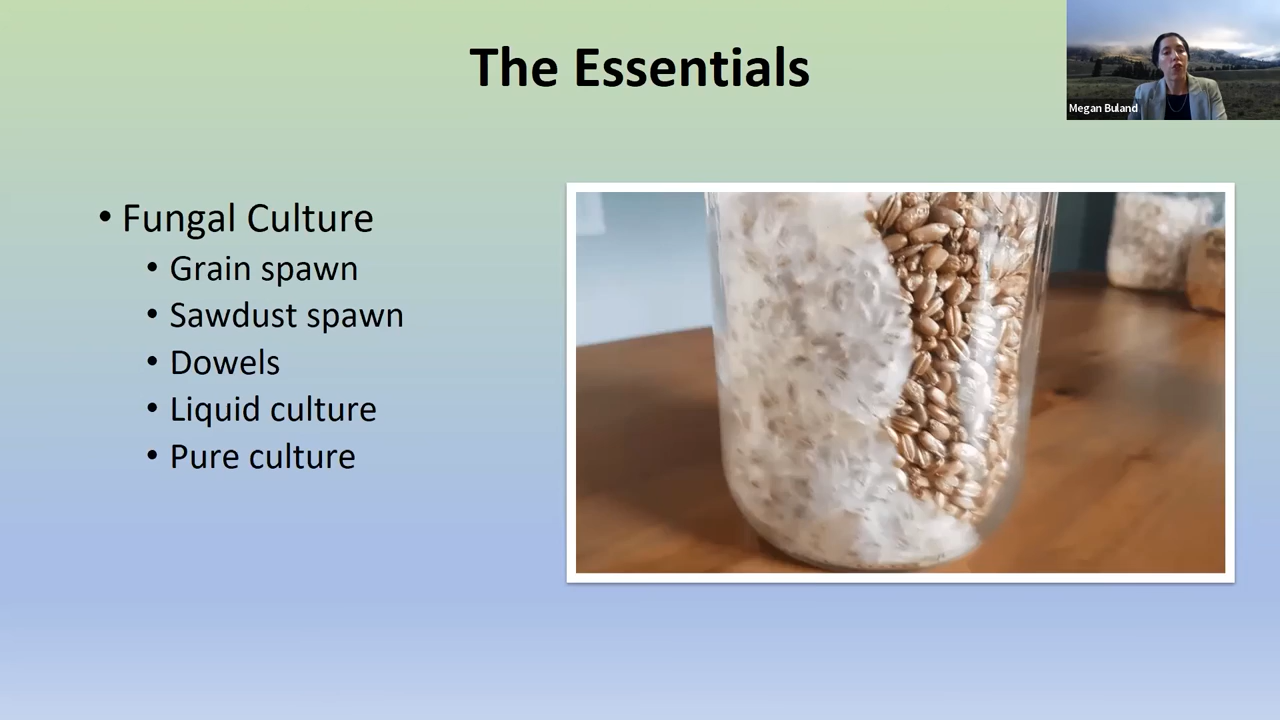 The Essentials
Megan Buland
• Fungal Culture
• Grain spawn
• Sawdust spawn
• Dowels
• Liquid culture
• Pure culture